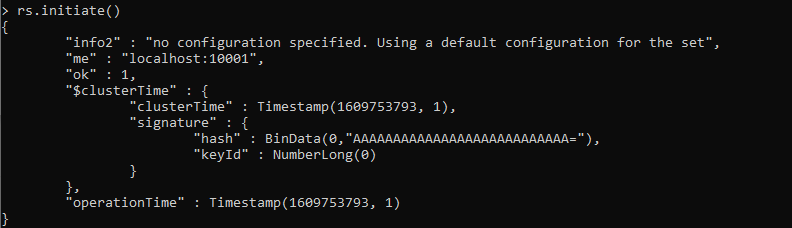 > rs.initiate()
{
        "info2" : "no configuration specified. Using a default configuration for the set",
        "me" : "localhost:10001",
        "ok" : 1,
        "$clusterTime" : {
                "clusterTime" : Timestamp(1609753793, 1),
                "signature" : {
                        "hash" : BinData(0,"AAAAAAAAAAAAAAAAAAAAAAAAAAA="),
                        "keyId" : NumberLong(0)
                }
        },
        "operationTime" : Timestamp(1609753793, 1)
}